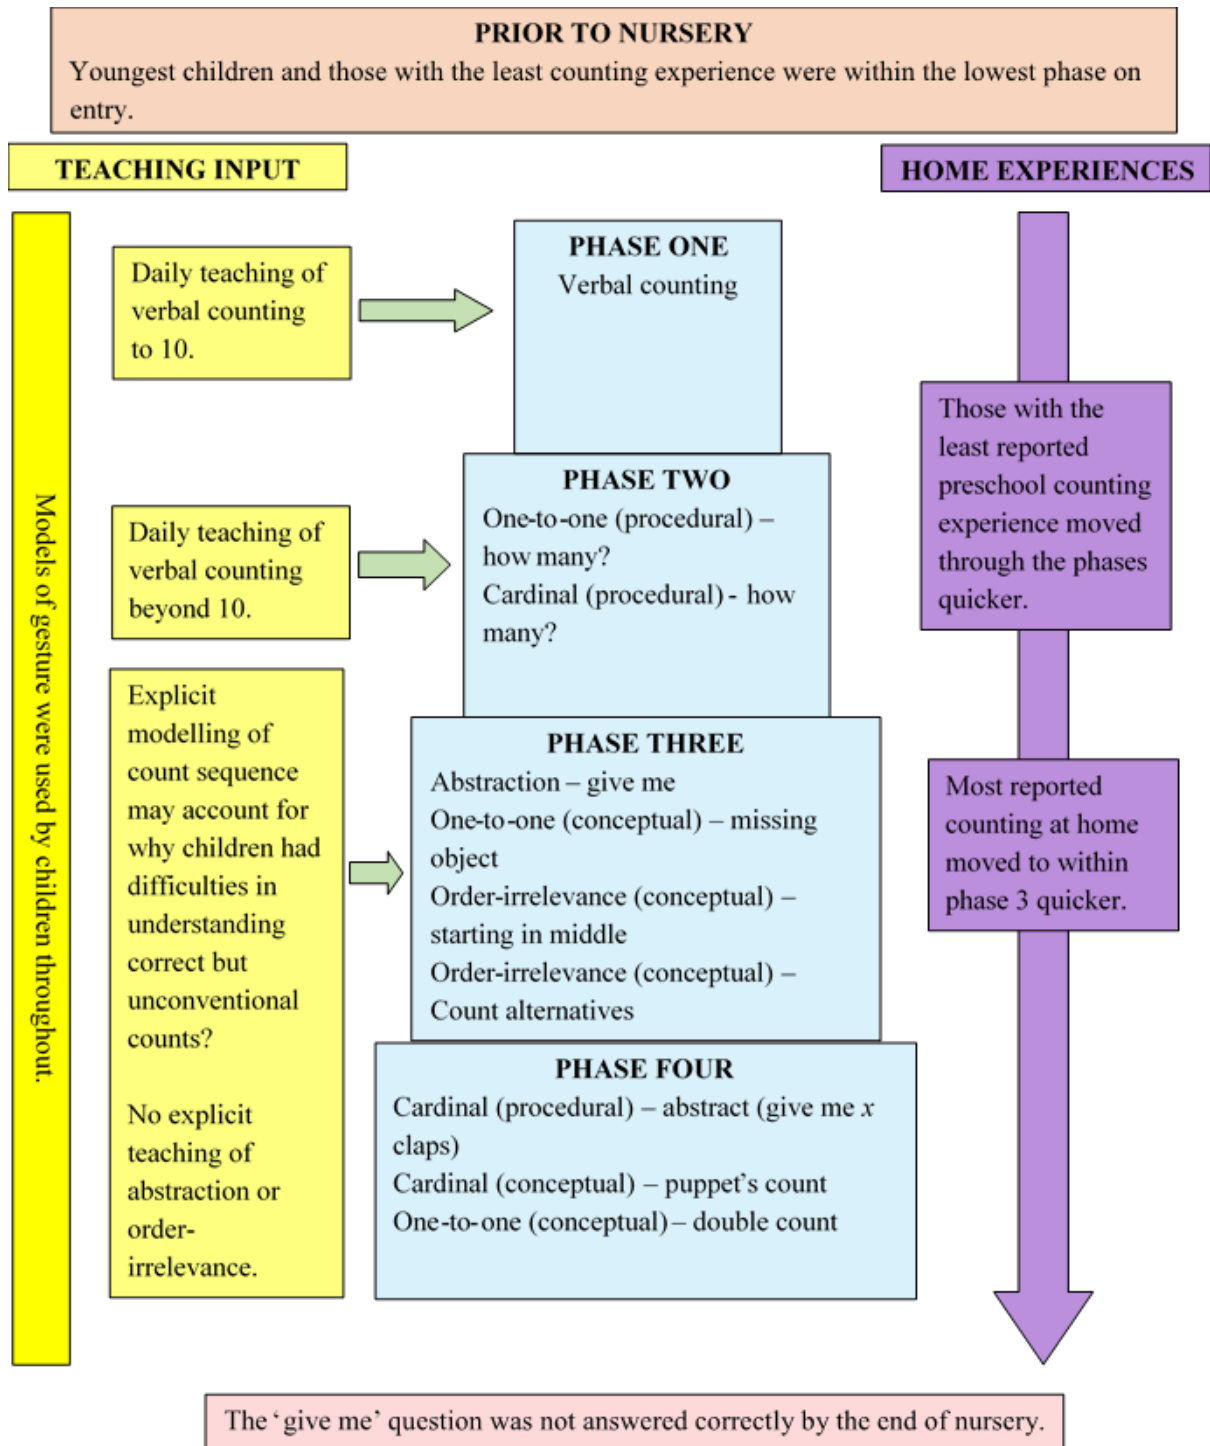 PRIOR TO NURSERY
Youngest children and those with the least counting experience were within the lowest phase on
entry.
TEACHING INPUT
HOME EXPERIENCES
Models of gesture were used by children throughout.
Daily teaching of
verbal counting
to 10.
Daily teaching of
verbal counting
beyond 10.
Explicit
modelling of
count sequence
may account for
why children had
difficulties in
understanding
correct but
unconventional
counts?
No explicit
teaching of
abstraction or
order-
irrelevance.
PHASE ONE
Verbal counting
PHASE TWO
One-to-one (procedural) –
how many?
Cardinal (procedural) - how
many?
PHASE THREE
Abstraction – give me
One-to-one (conceptual) – missing
object
Order-irrelevance (conceptual) –
starting in middle
Order-irrelevance (conceptual) –
Count alternatives
PHASE FOUR
Cardinal (procedural) – abstract (give me x
claps)
Cardinal (conceptual) – puppet's count
One-to-one (conceptual) – double count
Those with the
least reported
preschool counting
experience moved
through the phases
quicker.
Most reported
counting at home
moved to within
phase 3 quicker.
The 'give me' question was not answered correctly by the end of nursery.